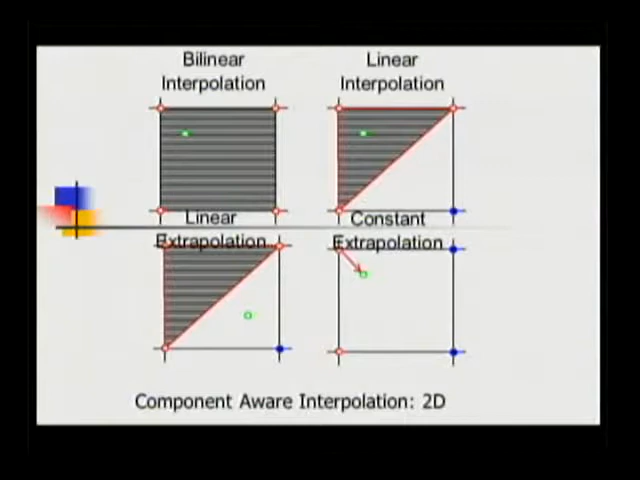 Bilinear
Interpolation
Linear
Interpolation
Linear
Extrapolation
Constant
Extrapolation
Component Aware Interpolation: 2D